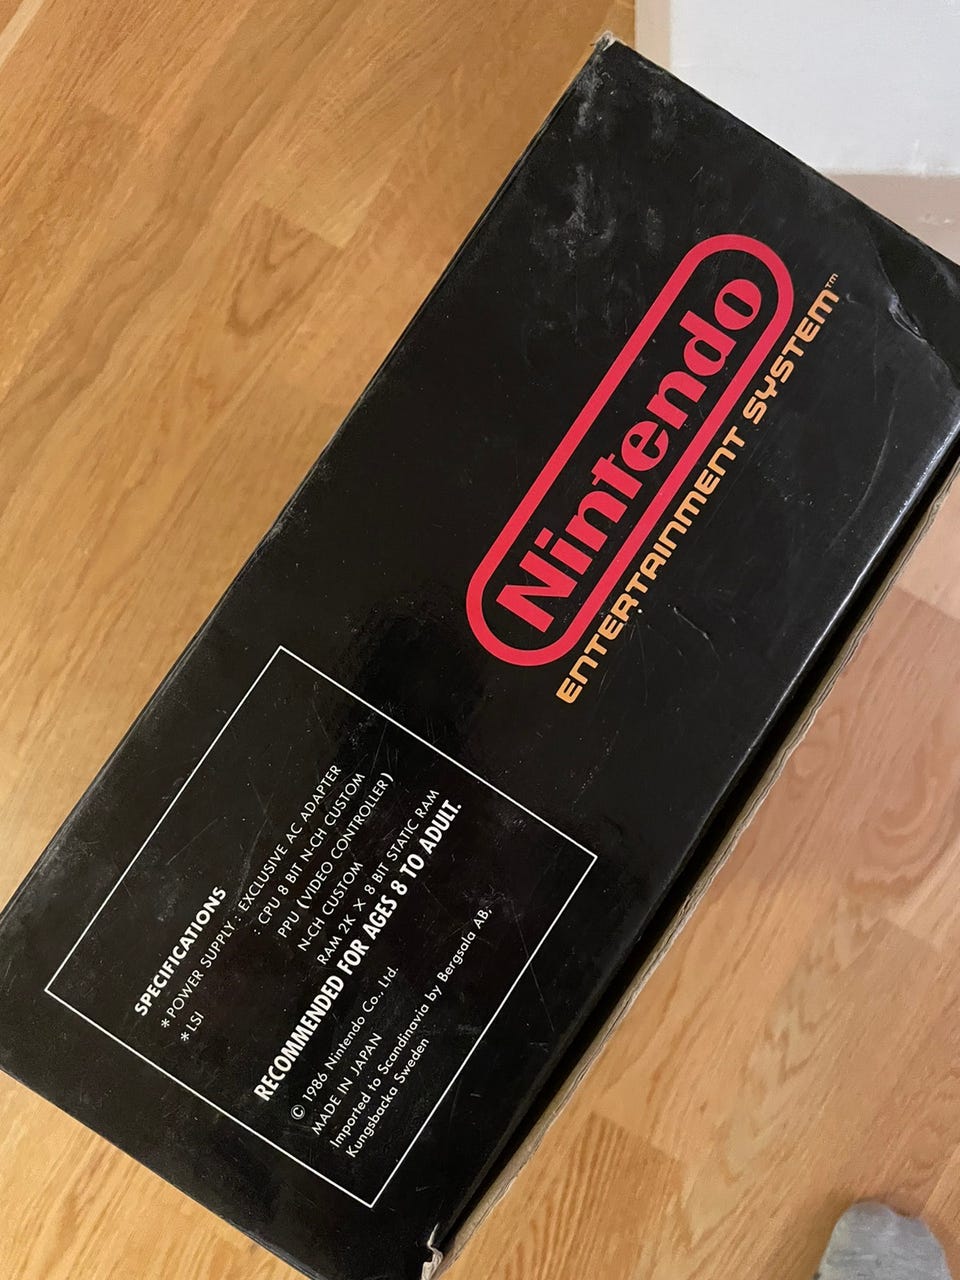 Nintendo
ENTERTAINMENT SYSTEM™
SPECIFICATIONS
* POWER SUPPLY : EXCLUSIVE AC ADAPTER
* LSI : CPU 8 BIT N-CH CUSTOM
PPU (VIDEO CONTROLLER)
N-CH CUSTOM
RAM 2K × 8 BIT STATIC RAM
RECOMMENDED FOR AGES 8 TO ADULT.
© 1986 Nintendo Co., Ltd.
MADE IN JAPAN
Imported to Scandinavia by Bergsala AB,
Kungsbacka Sweden